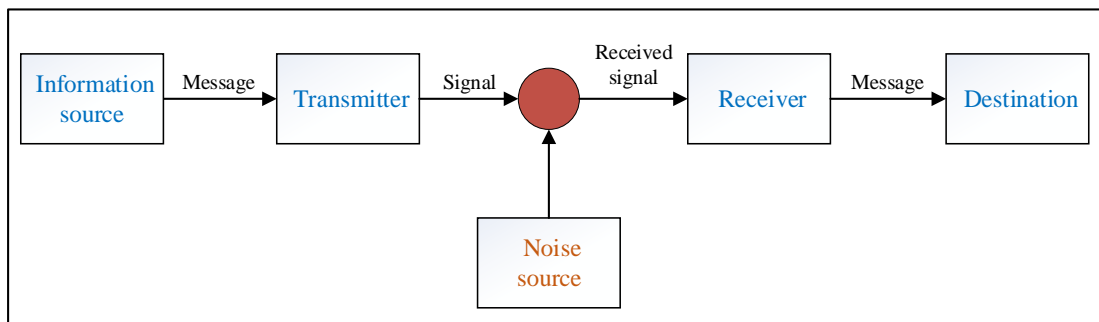 Information
source
Message
Transmitter
Signal
Received
signal
Receiver
Message
Destination
Noise
source